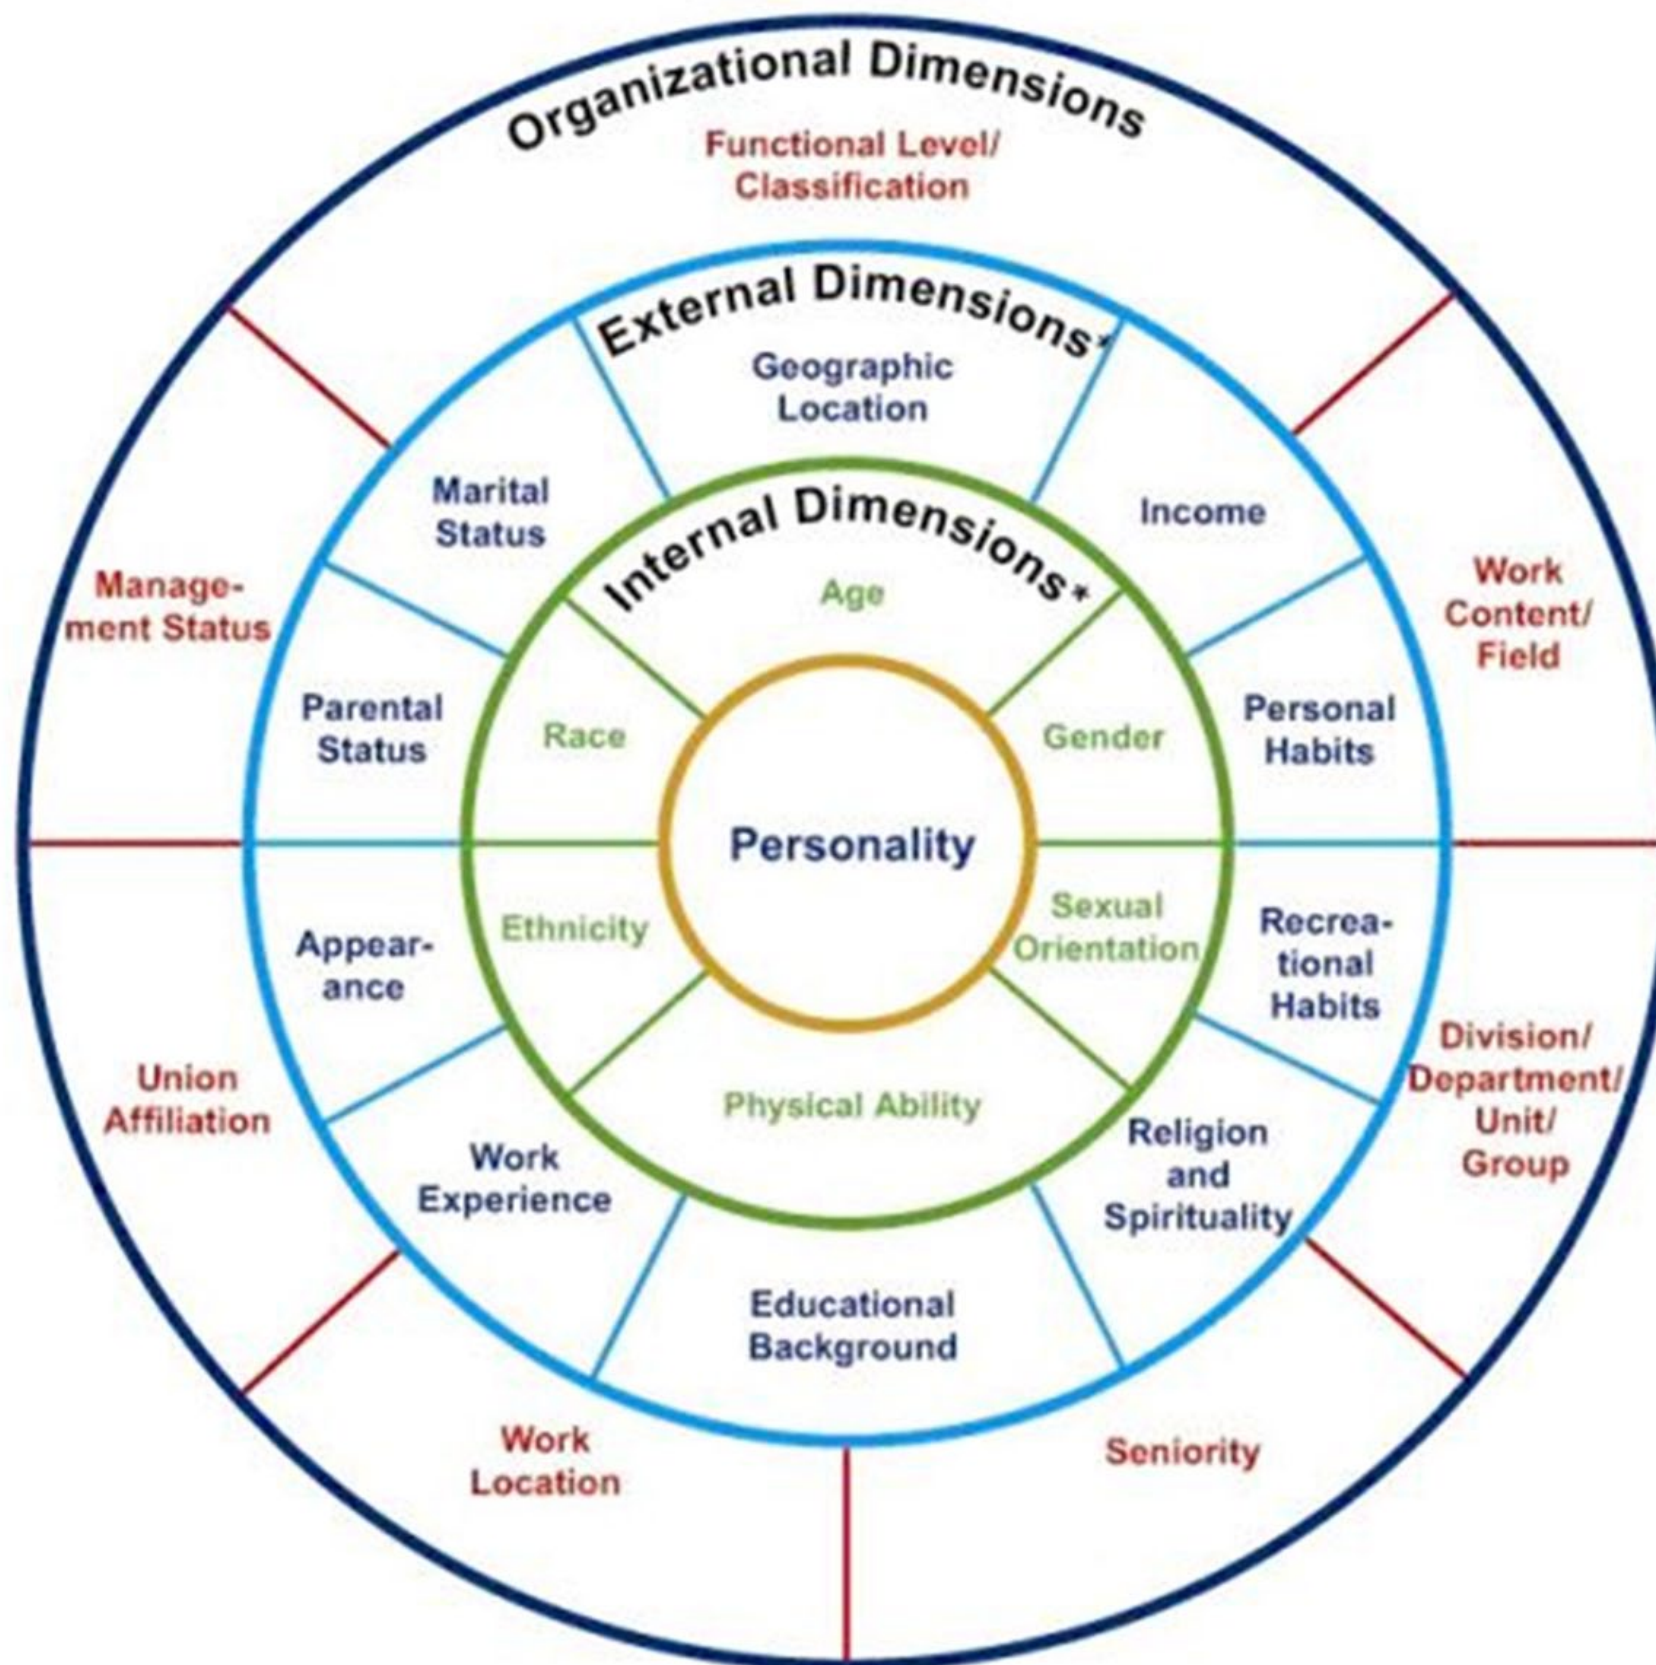 Organizational Dimensions
Functional Level/
Classification
External Dimensions*
Geographic
Location
Marital
Status
Income
Internal Dimensions*
Age
Manage-
ment Status
Work
Content/
Field
Parental
Status
Race
Gender
Personal
Habits
Personality
Appear-
ance
Ethnicity
Sexual
Orientation
Recrea-
tional
Habits
Union
Affiliation
Division/
Department/
Unit/
Group
Physical Ability
Work
Experience
Religion
and
Spirituality
Educational
Background
Work
Location
Seniority